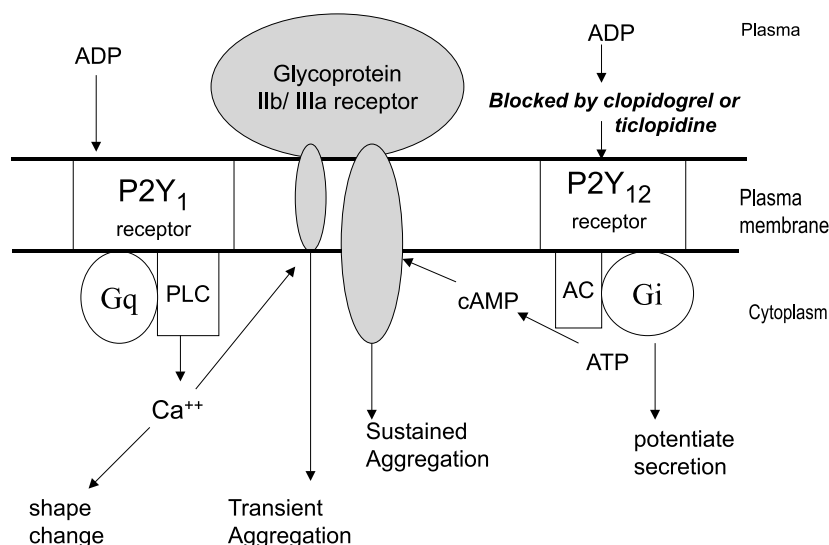 Plasma
ADP
ADP
Glycoprotein
IIb/ IIIa receptor
Blocked by clopidogrel or
ticlopidine
P2Y1
receptor
P2Y12
receptor
Plasma
membrane
Gq
PLC
cAMP
AC
Gi
Cytoplasm
ATP
Ca++
Sustained
Aggregation
potentiate
secretion
shape
change
Transient
Aggregation